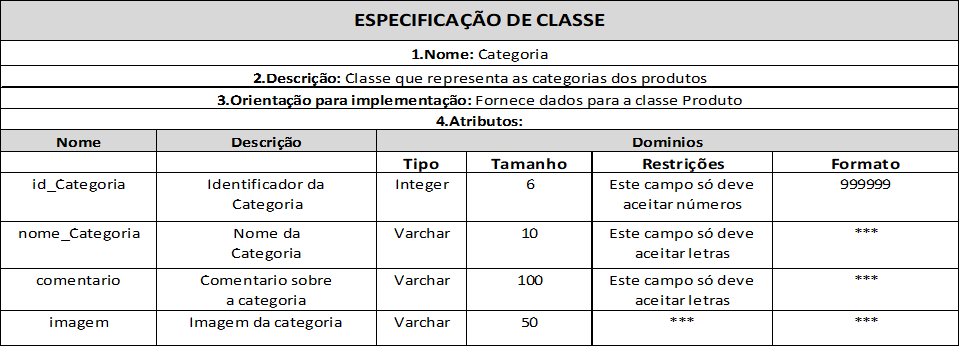 ESPECIFICAÇÃO DE CLASSE
1.Nome: Categoria
2.Descrição: Classe que representa as categorias dos produtos
3.Orientação para implementação: Fornece dados para a classe Produto
4.Atributos:
Nome Descrição Dominios
Tipo Tamanho Restrições Formato
id_Categoria Identificador da Integer 6 Este campo só deve 999999
Categoria aceitar números
nome_Categoria Nome da Varchar 10 Este campo só deve ***
Categoria aceitar letras
comentario Comentario sobre Varchar 100 Este campo só deve ***
a categoria aceitar letras
imagem Imagem da categoria Varchar 50 *** ***